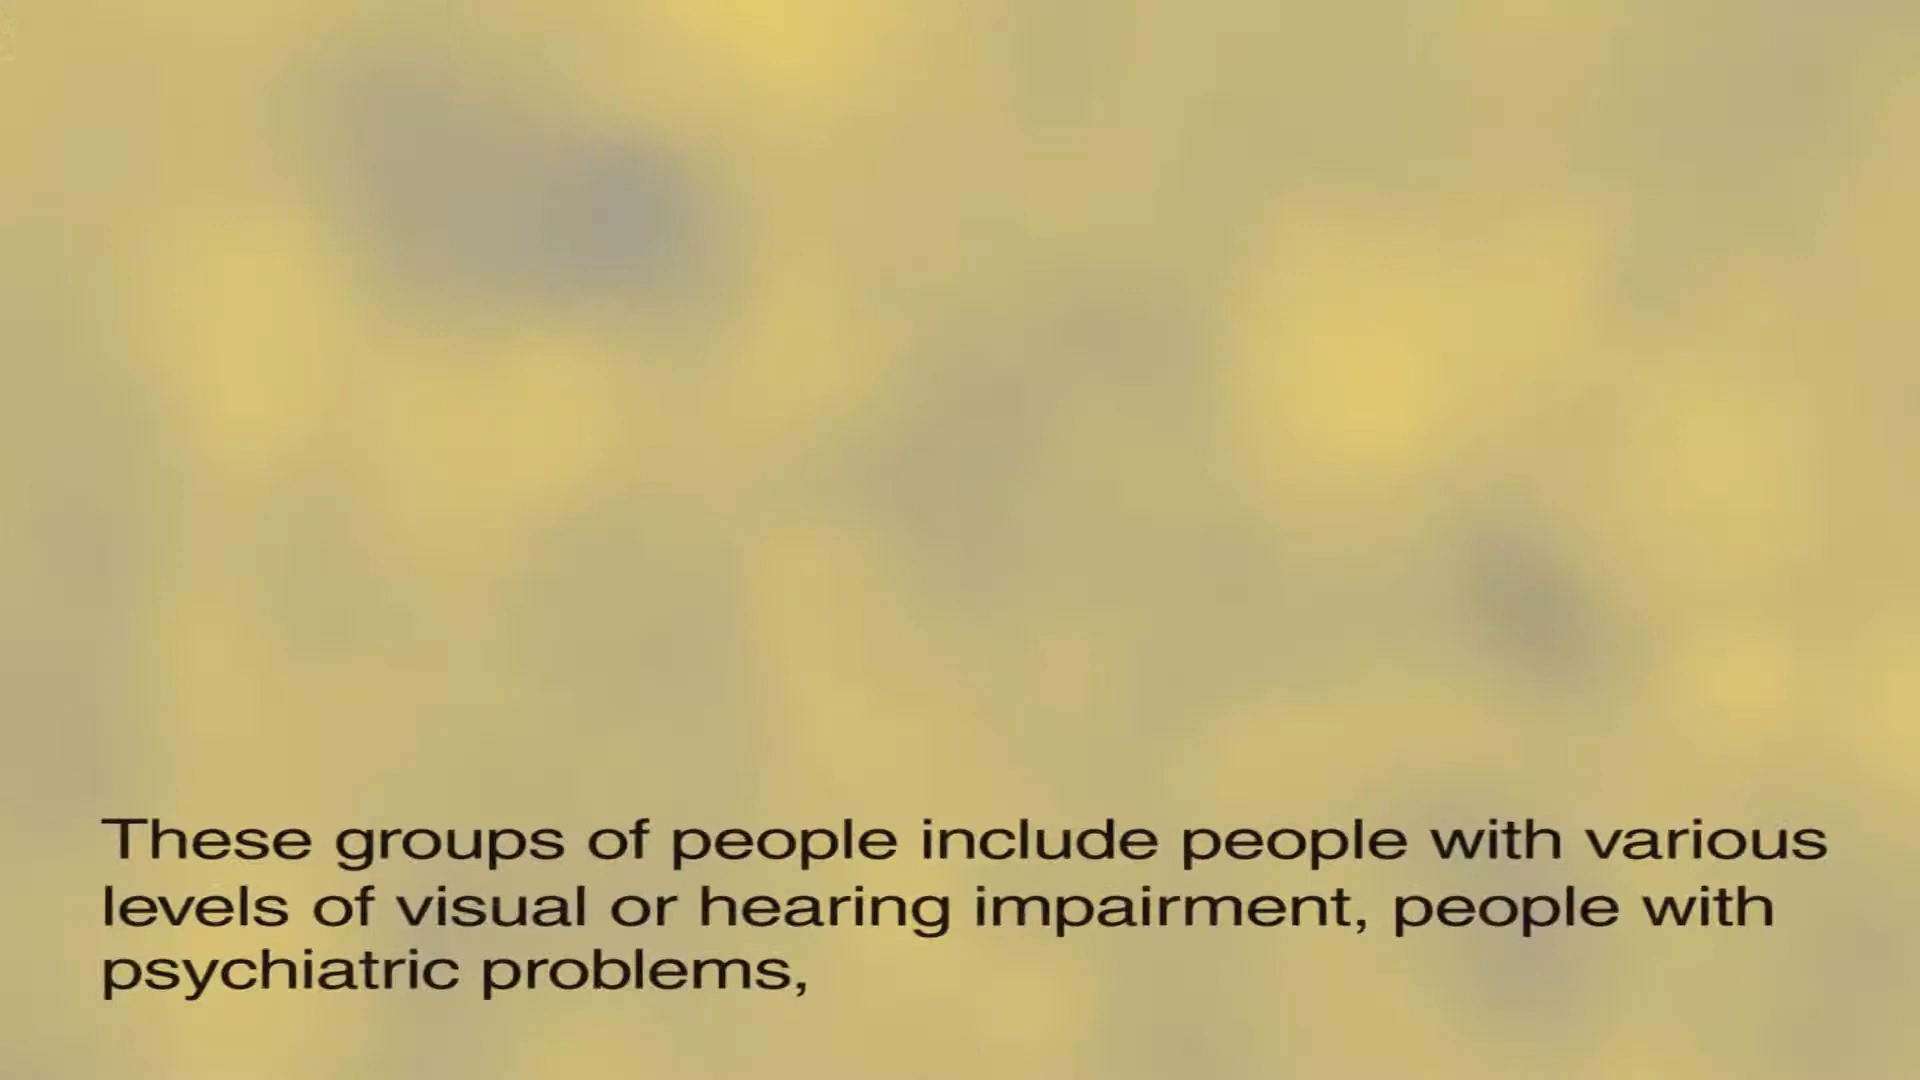 These groups of people include people with various
levels of visual or hearing impairment, people with
psychiatric problems,